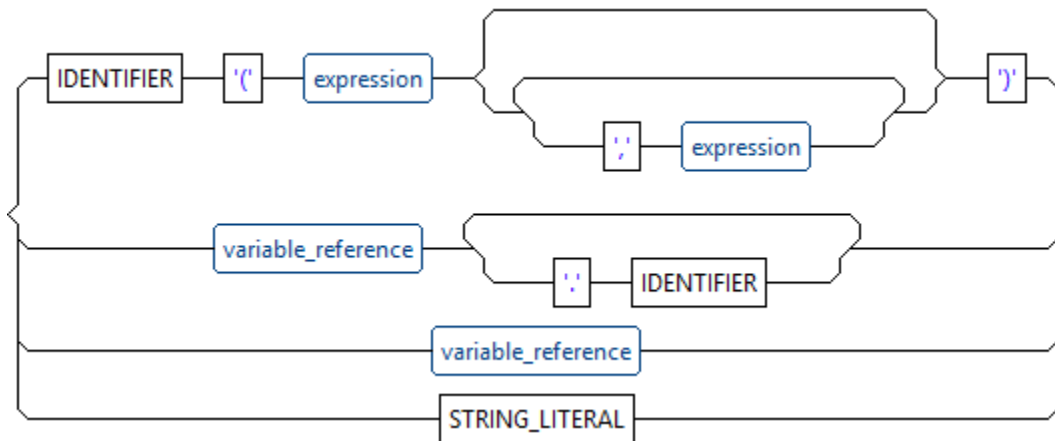 IDENTIFIER '(' expression ')'
',' expression
variable_reference
'.' IDENTIFIER
variable_reference
STRING_LITERAL